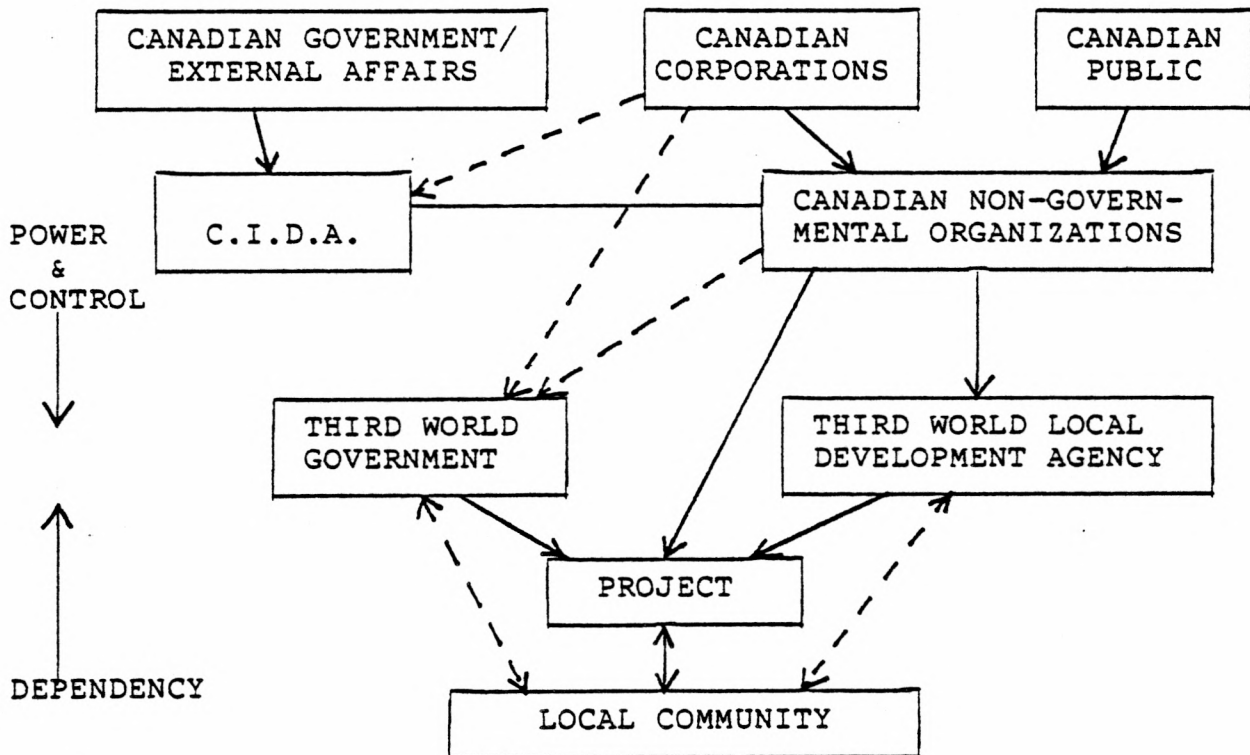 CANADIAN GOVERNMENT/
EXTERNAL AFFAIRS
CANADIAN
CORPORATIONS
CANADIAN
PUBLIC
C.I.D.A.
CANADIAN NON-GOVERN-
MENTAL ORGANIZATIONS
POWER
&
CONTROL
THIRD WORLD
GOVERNMENT
THIRD WORLD LOCAL
DEVELOPMENT AGENCY
PROJECT
DEPENDENCY
LOCAL COMMUNITY